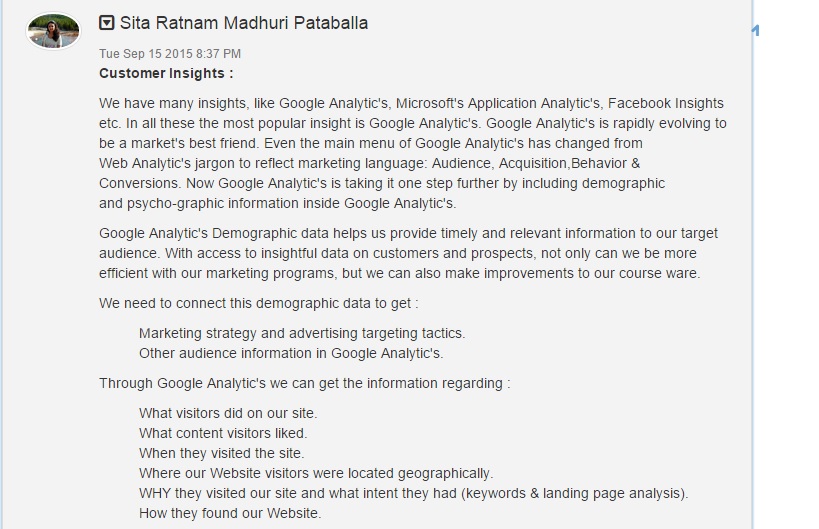 Sita Ratnam Madhuri Pataballa
Tue Sep 15 2015 8:37 PM
Customer Insights :
We have many insights, like Google Analytic's, Microsoft's Application Analytic's, Facebook Insights
etc. In all these the most popular insight is Google Analytic's. Google Analytic's is rapidly evolving to
be a market's best friend. Even the main menu of Google Analytic's has changed from
Web Analytic's jargon to reflect marketing language: Audience, Acquisition,Behavior &
Conversions. Now Google Analytic's is taking it one step further by including demographic
and psycho-graphic information inside Google Analytic's.
Google Analytic's Demographic data helps us provide timely and relevant information to our target
audience. With access to insightful data on customers and prospects, not only can we be more
efficient with our marketing programs, but we can also make improvements to our course ware.
We need to connect this demographic data to get :
Marketing strategy and advertising targeting tactics.
Other audience information in Google Analytic's.
Through Google Analytic's we can get the information regarding :
What visitors did on our site.
What content visitors liked.
When they visited the site.
Where our Website visitors were located geographically.
WHY they visited our site and what intent they had (keywords & landing page analysis).
How they found our Website.